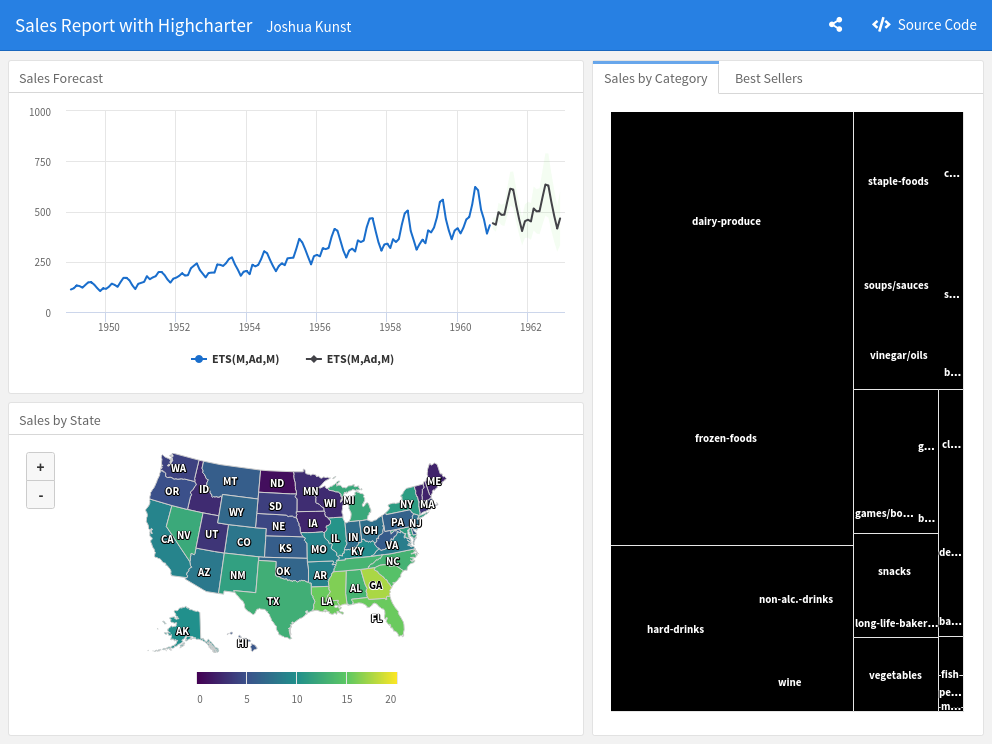 Sales Report with Highcharter Joshua Kunst Source Code
Sales Forecast
1000
750
500
250
0
1950 1952 1954 1956 1958 1960 1962
ETS(M,Ad,M) ETS(M,Ad,M)
Sales by State
+
-
WA
MT
ND
MN
ME
OR
ID
SD
WI
MI
NY
MA
WY
IA
PA
NJ
NE
OH
CA
NV
UT
CO
KS
MO
IL
IN
KY
VA
AZ
NM
OK
AR
NC
TX
LA
AL
GA
FL
AK
HI
0 5 10 15 20
Sales by Category Best Sellers
dairy-produce
frozen-foods
staple-foods
c...
soups/sauces
s...
vinegar/oils
b...
g...
cl...
games/bo...
b...
de...
snacks
long-life-baker...
ba...
hard-drinks
non-alc.-drinks
wine
vegetables
-fish-
pe...
-m...-